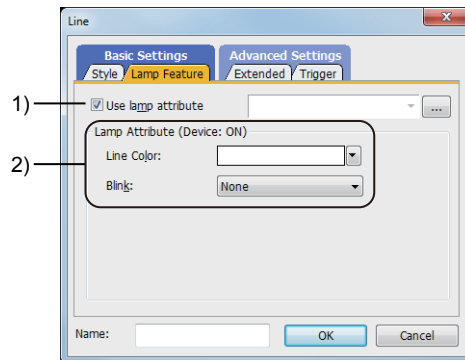 Line
Basic Settings
Advanced Settings
Style
Lamp Feature
Extended
Trigger
1)
Use lamp attribute
...
Lamp Attribute (Device: ON)
2)
Line Color:
Blink:
None
Name:
OK
Cancel